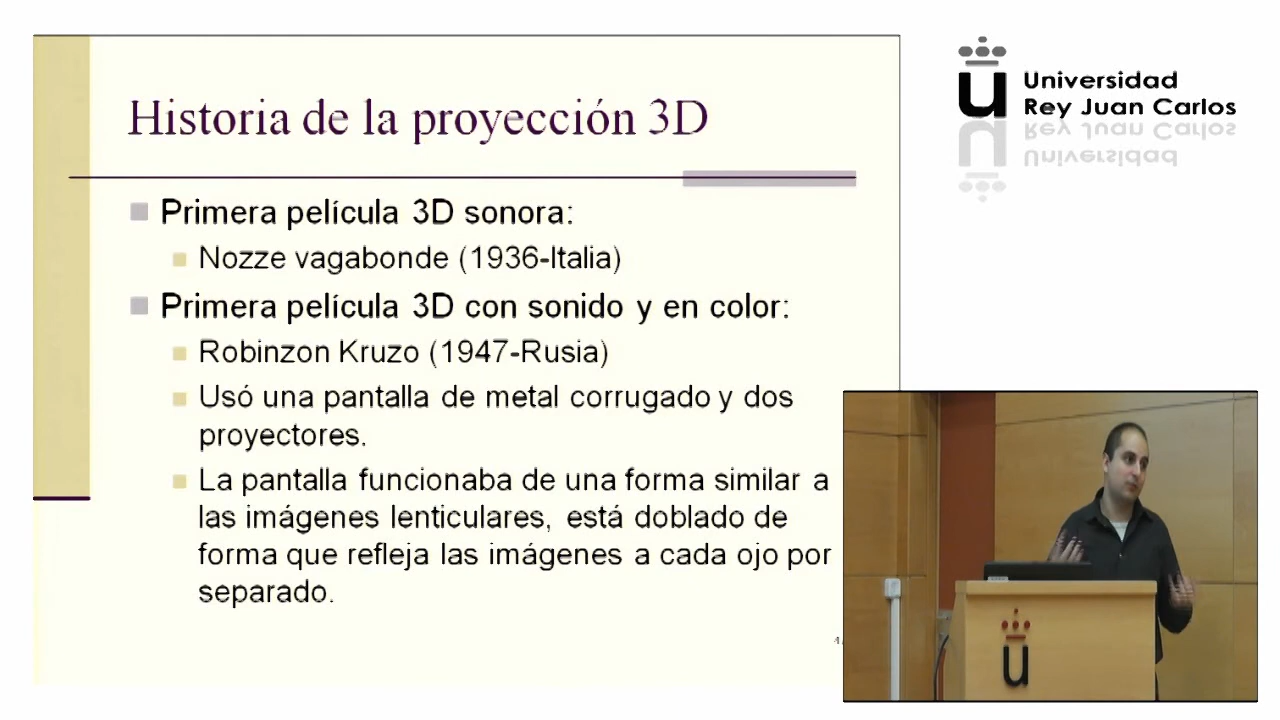 Historia de la proyección 3D
Primera película 3D sonora:
Nozze vagabonde (1936-Italia)
Primera película 3D con sonido y en color:
Robinzon Kruzo (1947-Rusia)
Usó una pantalla de metal corrugado y dos
proyectores.
La pantalla funcionaba de una forma similar a
las imágenes lenticulares, está doblado de
forma que refleja las imágenes a cada ojo por
separado.
u
Universidad
Rey Juan Carlos
u